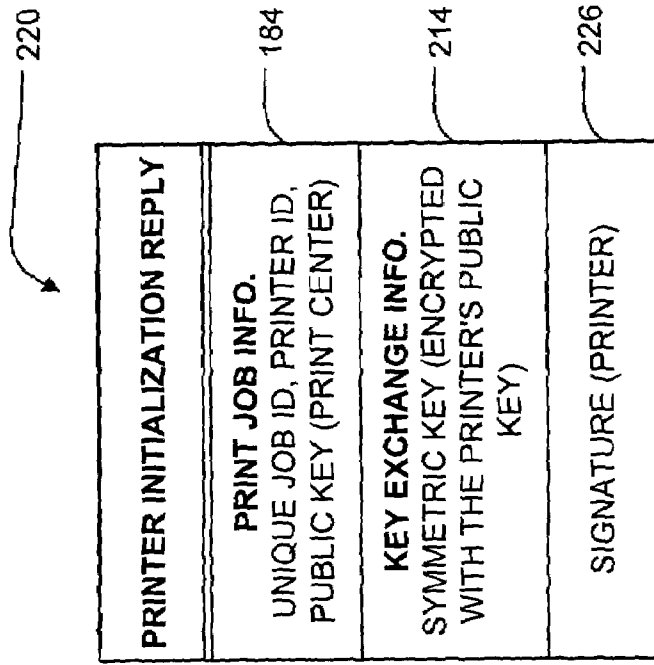 220
PRINTER INITIALIZATION REPLY
PRINT JOB INFO.
UNIQUE JOB ID, PRINTER ID,
PUBLIC KEY (PRINT CENTER)
184
KEY EXCHANGE INFO.
SYMMETRIC KEY (ENCRYPTED
WITH THE PRINTER'S PUBLIC
KEY)
214
SIGNATURE (PRINTER)
226